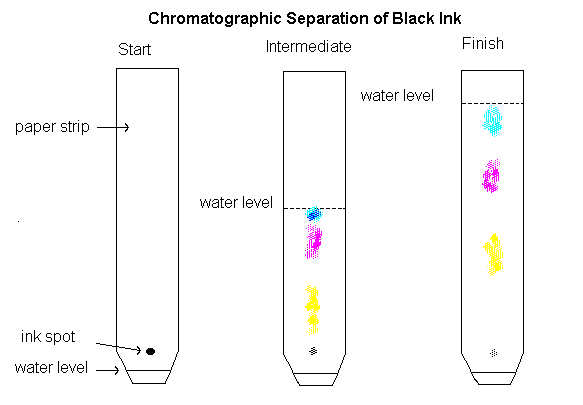 Chromatographic Separation of Black Ink
Start
Intermediate
Finish
water level
paper strip
water level
ink spot
water level